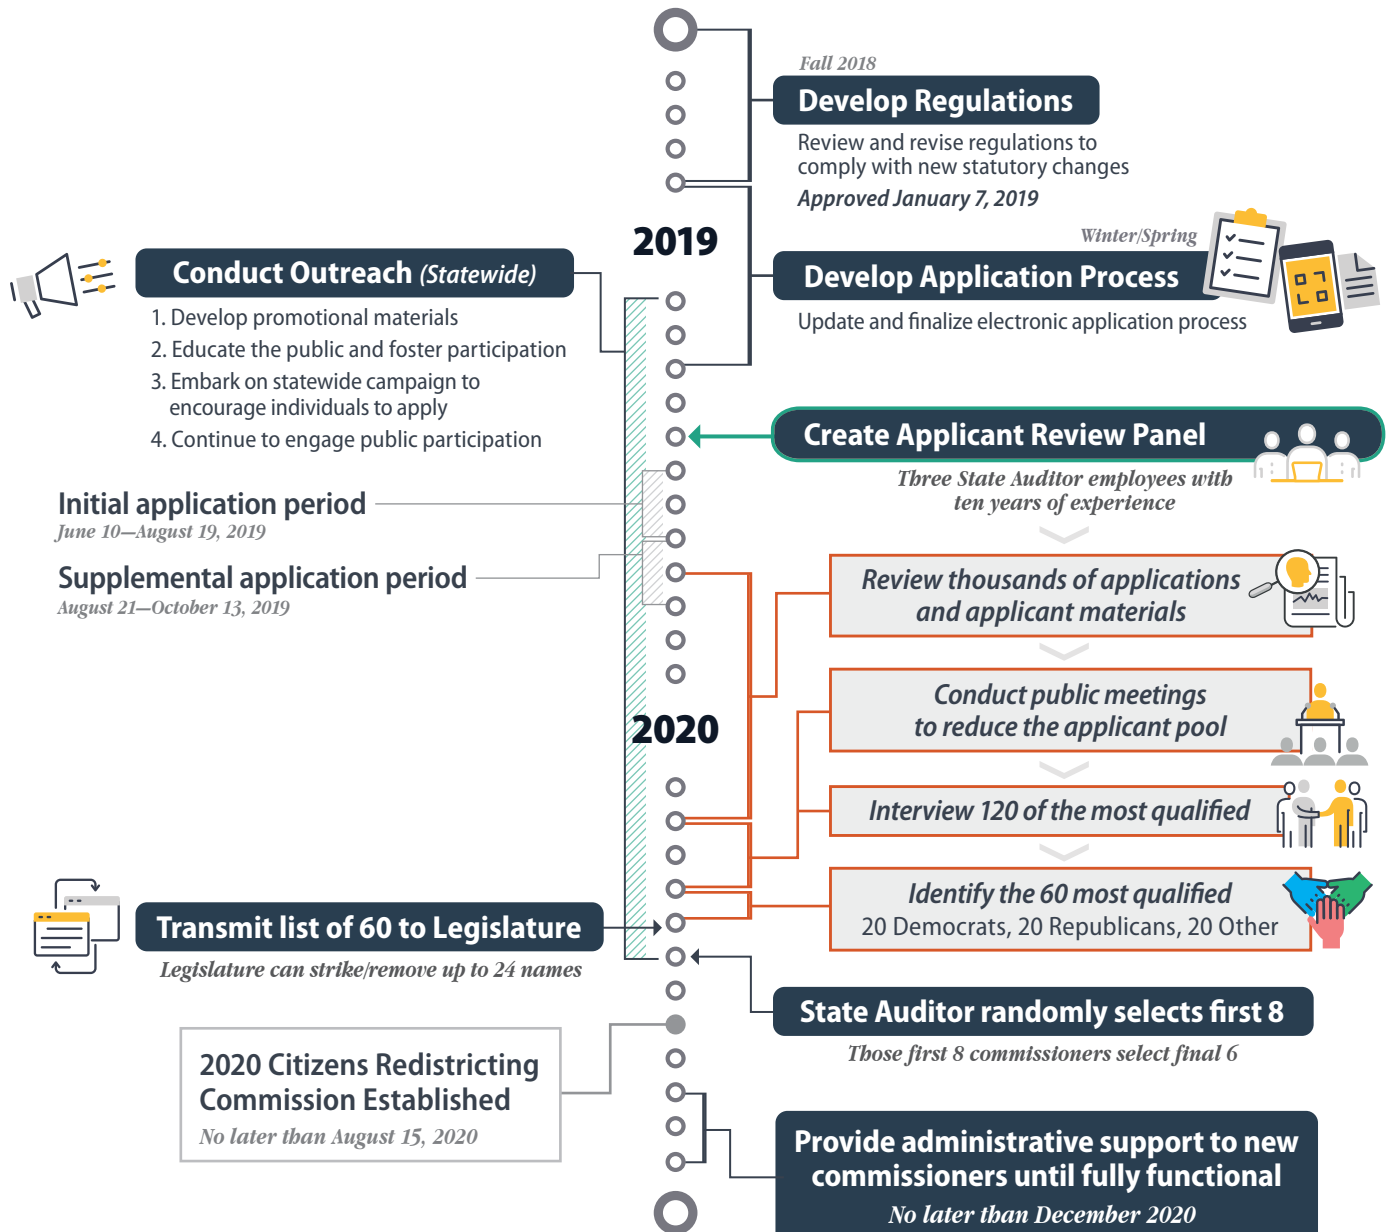 Fall 2018
Develop Regulations
Review and revise regulations to
comply with new statutory changes
Approved January 7, 2019
2019
Winter/Spring
Develop Application Process
Update and finalize electronic application process
Conduct Outreach (Statewide)
1. Develop promotional materials
2. Educate the public and foster participation
3. Embark on statewide campaign to
encourage individuals to apply
4. Continue to engage public participation
Create Applicant Review Panel
Three State Auditor employees with
ten years of experience
Initial application period
June 10—August 19, 2019
Supplemental application period
August 21—October 13, 2019
Review thousands of applications
and applicant materials
Conduct public meetings
to reduce the applicant pool
2020
Interview 120 of the most qualified
Identify the 60 most qualified
20 Democrats, 20 Republicans, 20 Other
Transmit list of 60 to Legislature
Legislature can strike/remove up to 24 names
State Auditor randomly selects first 8
Those first 8 commissioners select final 6
2020 Citizens Redistricting
Commission Established
No later than August 15, 2020
Provide administrative support to new
commissioners until fully functional
No later than December 2020